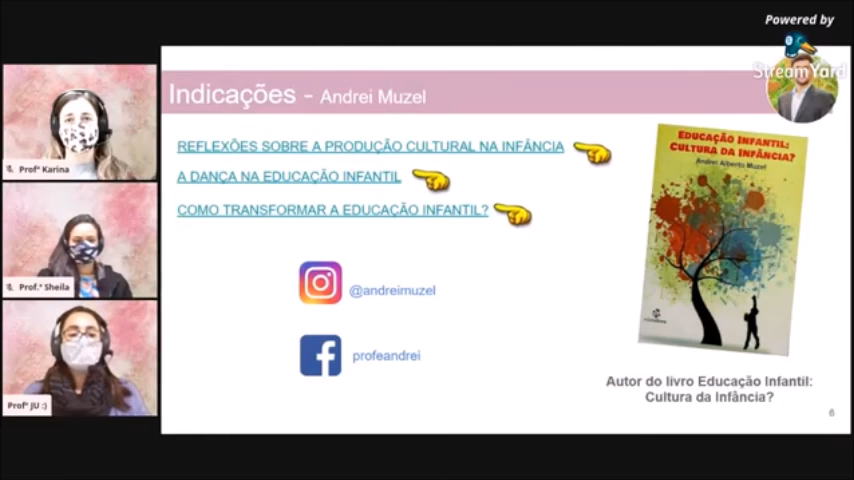 Powered by
StreamYard
Indicações - Andrei Muzel
REFLEXÕES SOBRE A PRODUÇÃO CULTURAL NA INFÂNCIA
A DANÇA NA EDUCAÇÃO INFANTIL
COMO TRANSFORMAR A EDUCAÇÃO INFANTIL?
@andreimuzel
profeandrei
EDUCAÇÃO INFANTIL:
CULTURA DA INFÂNCIA?
Andrei Alberto Muzel
Autor do livro Educação Infantil:
Cultura da Infância?
6
Profª Karina
Prof.ª Sheila
Profª JU :)